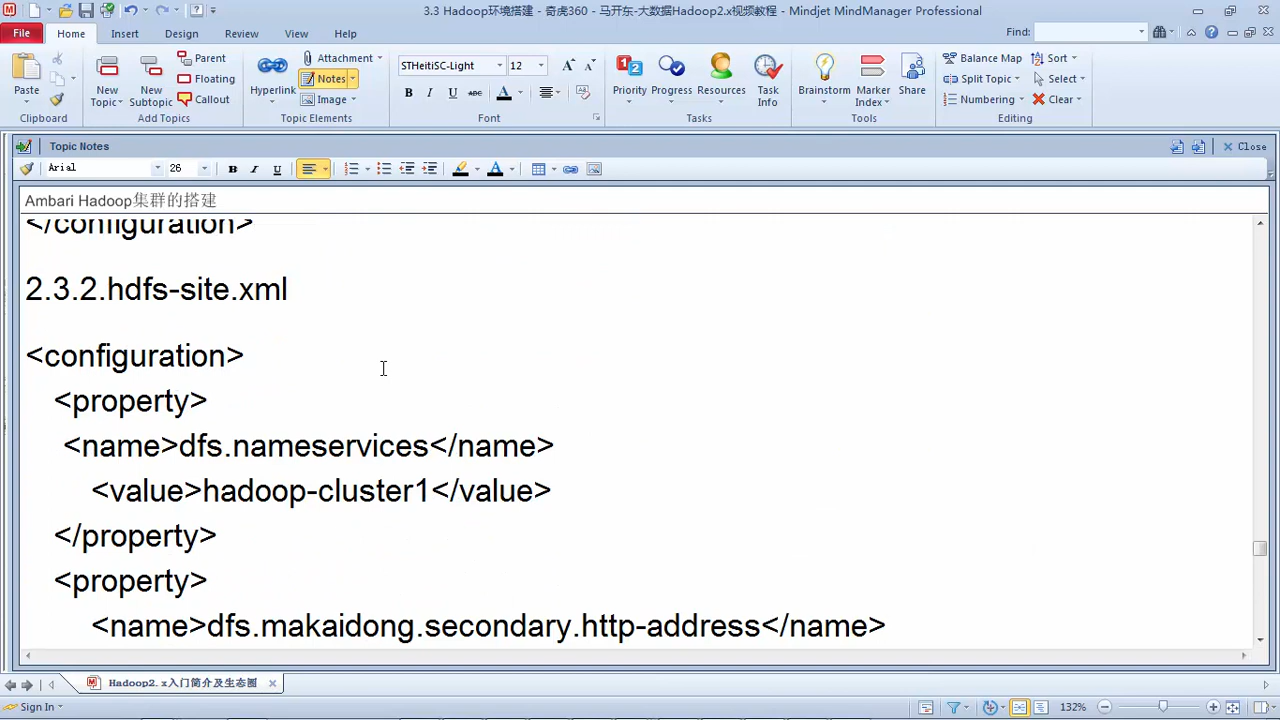 3.3 Hadoop环境搭建 - 奇虎360 - 马开东-大数据Hadoop2.x视频教程 - Mindjet MindManager Professional
File Home Insert Design Review View Help Find:
Paste
Clipboard
New Topic
New Subtopic
Parent
Floating
Callout
Add Topics
Hyperlink
Attachment
Notes
Image
Topic Elements
STHeitiSC-Light 12
B I U ABC A
Font
Priority
Progress
Resources
Task Info
Tasks
Brainstorm
Marker Index
Share
Tools
Balance Map
Split Topic
Numbering
Sort
Select
Clear
Editing
Topic Notes
Close
Arial 26 B I U A
Ambari Hadoop集群的搭建
</configuration>
2.3.2.hdfs-site.xml
<configuration>
<property>
<name>dfs.nameservices</name>
<value>hadoop-cluster1</value>
</property>
<property>
<name>dfs.makaidong.secondary.http-address</name>
Hadoop2.x入门简介及生态圈
Sign In
132%